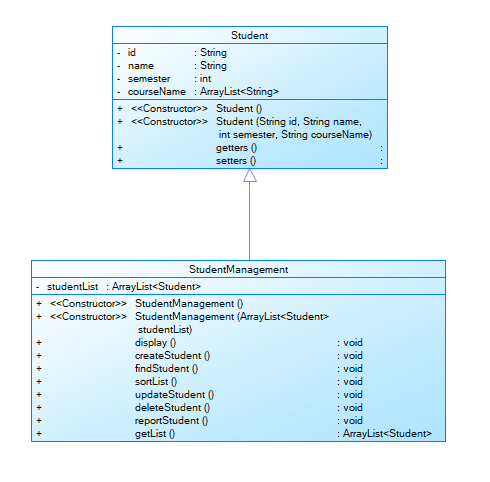 Student
- id : String
- name : String
- semester : int
- courseName : ArrayList<String>
+ <<Constructor>> Student ()
+ <<Constructor>> Student (String id, String name,
int semester, String courseName)
+ getters () :
+ setters () :
StudentManagement
- studentList : ArrayList<Student>
+ <<Constructor>> StudentManagement ()
+ <<Constructor>> StudentManagement (ArrayList<Student>
studentList)
+ display () : void
+ createStudent () : void
+ findStudent () : void
+ sortList () : void
+ updateStudent () : void
+ deleteStudent () : void
+ reportStudent () : void
+ getList () : ArrayList<Student>